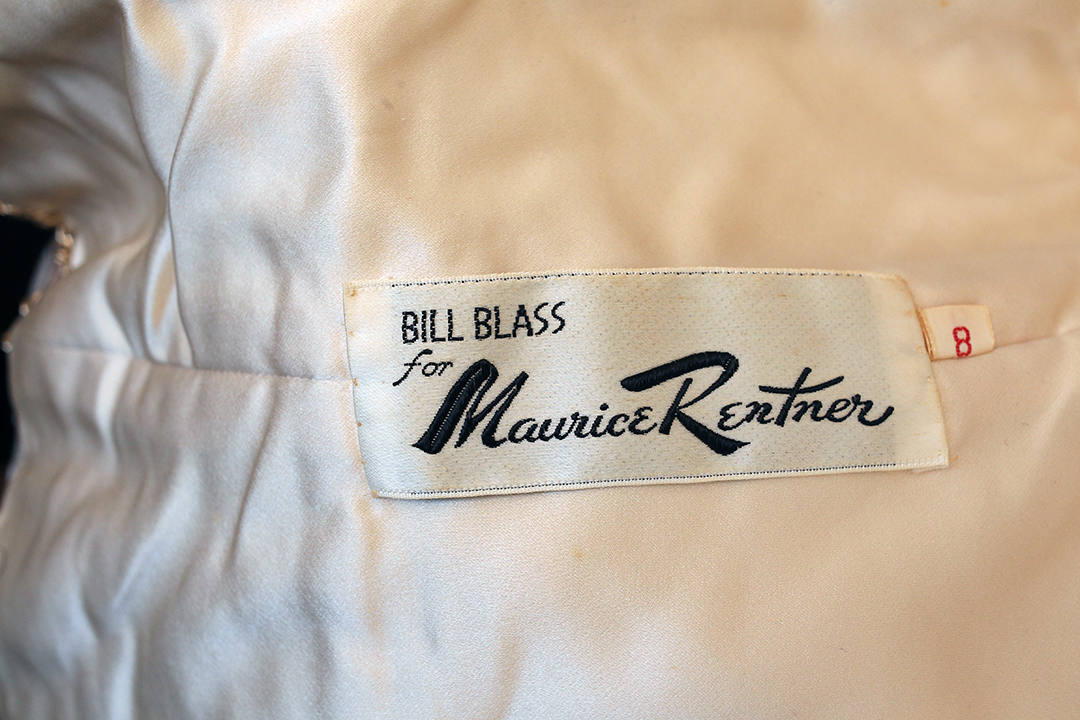 BILL BLASS
for
Maurice Rentner
8